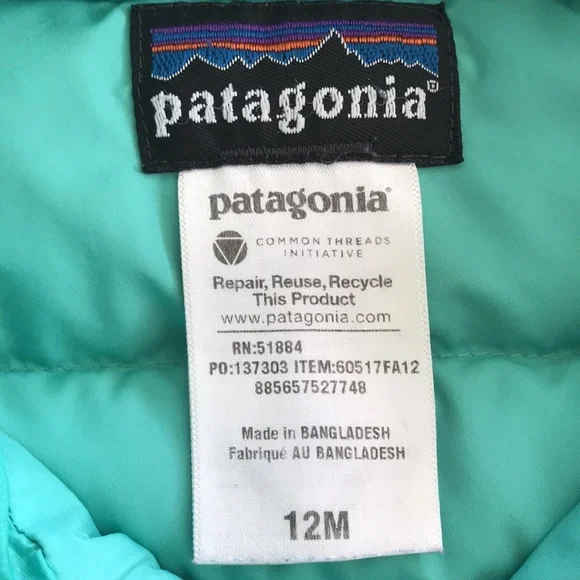 patagonia®
patagonia®
COMMON THREADS
INITIATIVE
Repair, Reuse, Recycle
This Product
www.patagonia.com
RN:51884
PO:137303 ITEM:60517FA12
885657527748
Made in BANGLADESH
Fabriqué AU BANGLADESH
12M